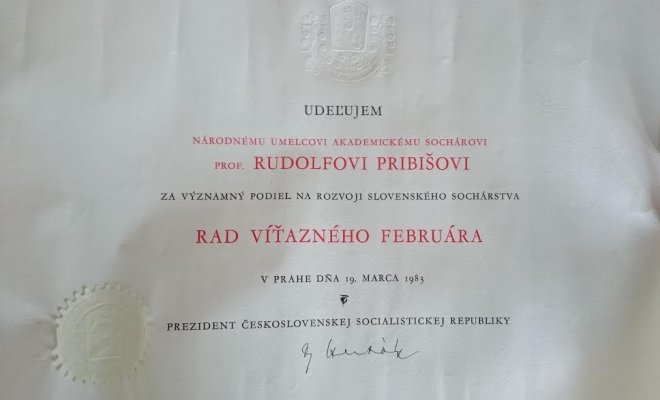 UDEĽUJEM
NÁRODNÉMU UMELCOVI AKADEMICKÉMU SOCHÁROVI
PROF. RUDOLFOVI PRIBIŠOVI
ZA VÝZNAMNÝ PODIEL NA ROZVOJI SLOVENSKÉHO SOCHÁRSTVA
RAD VÍŤAZNÉHO FEBRUÁRA
V PRAHE DŇA 19. MARCA 1983
PREZIDENT ČESKOSLOVENSKEJ SOCIALISTICKEJ REPUBLIKY